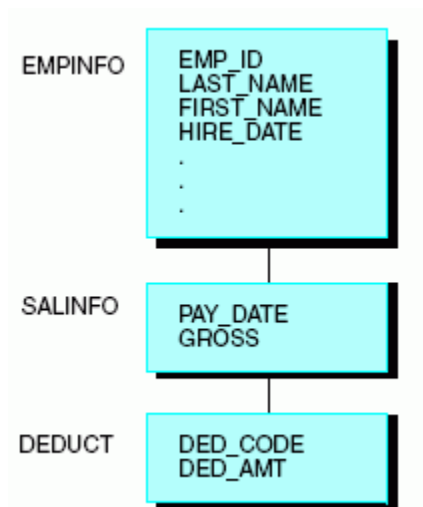 EMPINFO
EMP_ID
LAST_NAME
FIRST_NAME
HIRE_DATE
.
.
.
SALINFO
PAY_DATE
GROSS
DEDUCT
DED_CODE
DED_AMT